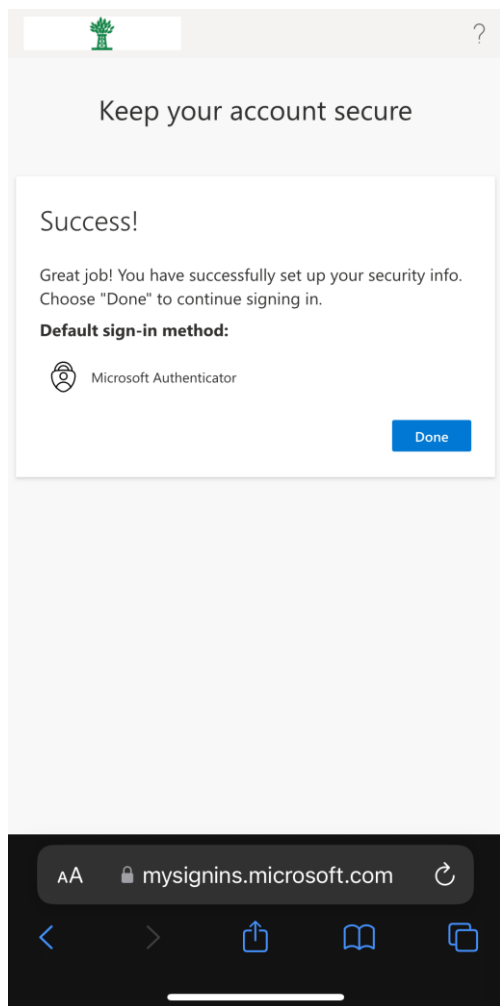 ?
Keep your account secure
Success!
Great job! You have successfully set up your security info.
Choose "Done" to continue signing in.
Default sign-in method:
Microsoft Authenticator
Done
AA mysignins.microsoft.com